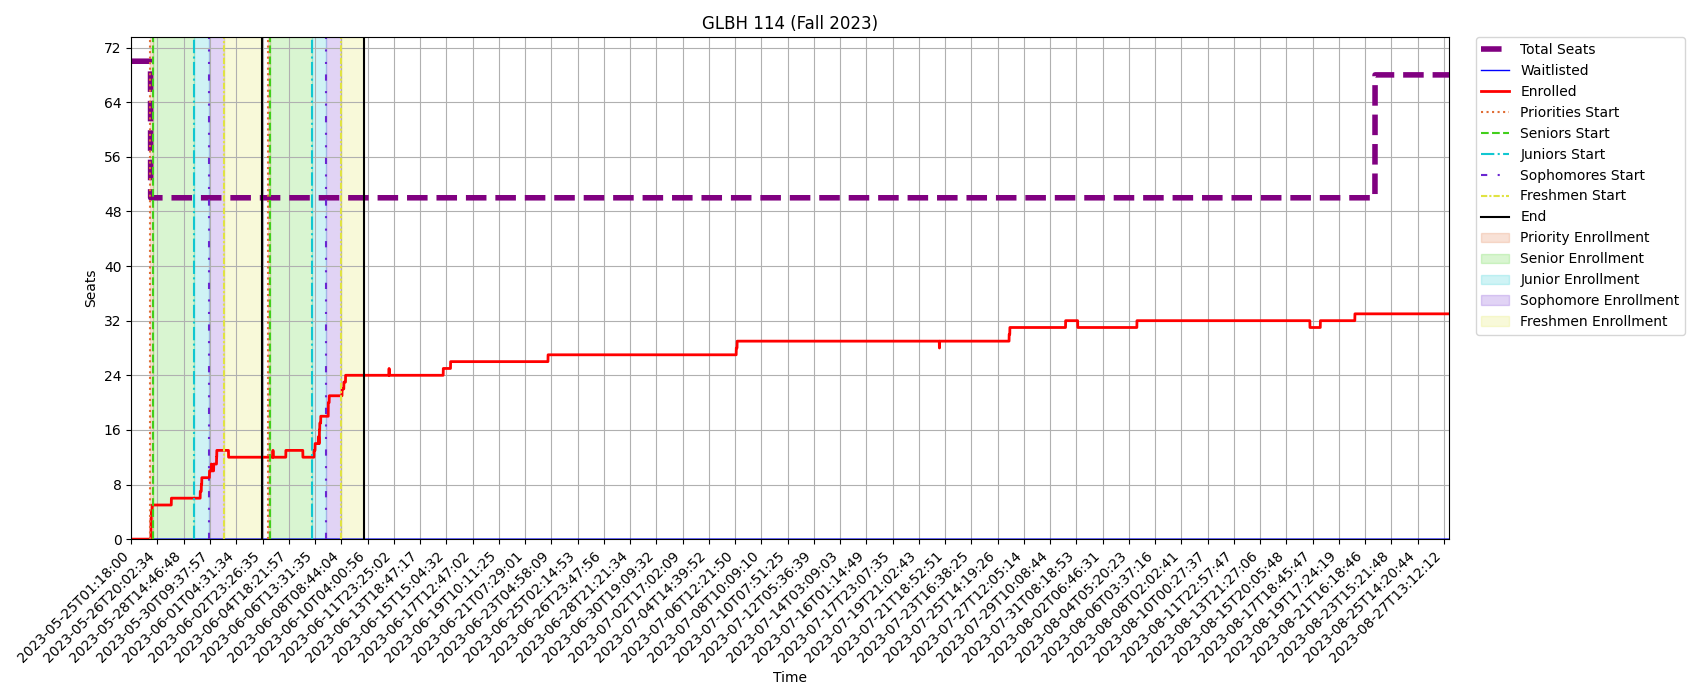 GLBH 114 (Fall 2023)
72
64
56
48
40
32
24
16
8
0
Seats
2023-05-25T01:18:00
2023-05-26T20:02:34
2023-05-28T14:46:48
2023-05-30T09:37:57
2023-06-01T04:31:34
2023-06-02T23:26:35
2023-06-04T18:21:57
2023-06-06T13:31:35
2023-06-08T08:44:04
2023-06-10T04:00:56
2023-06-11T23:25:02
2023-06-13T18:47:17
2023-06-15T15:04:32
2023-06-17T12:47:02
2023-06-19T10:11:25
2023-06-21T07:29:01
2023-06-23T04:58:09
2023-06-25T02:14:53
2023-06-26T23:47:56
2023-06-28T21:21:34
2023-06-30T19:09:32
2023-07-02T17:02:09
2023-07-04T14:39:52
2023-07-06T12:21:50
2023-07-08T10:09:10
2023-07-10T07:51:25
2023-07-12T05:36:39
2023-07-14T03:09:03
2023-07-16T01:14:49
2023-07-17T23:07:35
2023-07-19T21:02:43
2023-07-21T18:52:51
2023-07-23T16:38:25
2023-07-25T14:19:26
2023-07-27T12:05:14
2023-07-29T10:08:44
2023-07-31T08:18:53
2023-08-02T06:46:31
2023-08-04T05:20:23
2023-08-06T03:37:16
2023-08-08T02:02:41
2023-08-10T00:27:37
2023-08-11T22:57:47
2023-08-13T21:27:06
2023-08-15T20:05:48
2023-08-17T18:45:47
2023-08-19T17:24:19
2023-08-21T16:18:46
2023-08-23T15:21:48
2023-08-25T14:20:44
2023-08-27T13:12:12
Time
Total Seats
Waitlisted
Enrolled
Priorities Start
Seniors Start
Juniors Start
Sophomores Start
Freshmen Start
End
Priority Enrollment
Senior Enrollment
Junior Enrollment
Sophomore Enrollment
Freshmen Enrollment